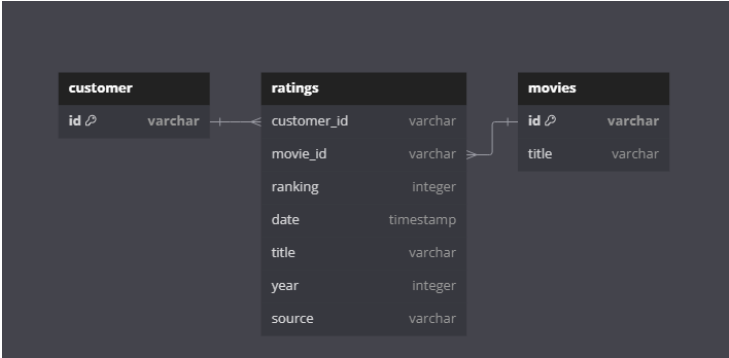 customer
id varchar
ratings
customer_id varchar
movie_id varchar
ranking integer
date timestamp
title varchar
year integer
source varchar
movies
id varchar
title varchar